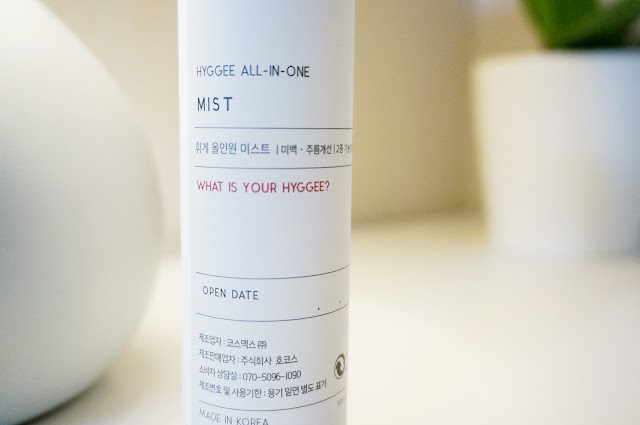 HYGGEE ALL-IN-ONE
MIST
휘게 올인원 미스트 | 미백 · 주름개선 | 2중
WHAT IS YOUR HYGGEE?
OPEN DATE . .
제조업자 : 코스맥스 ㈜
제조판매업자 : 주식회사 호코스
소비자 상담실 : 070-5096-1090
제조번호 및 사용기한 : 용기 밑면 별도 표기
MADE IN KOREA